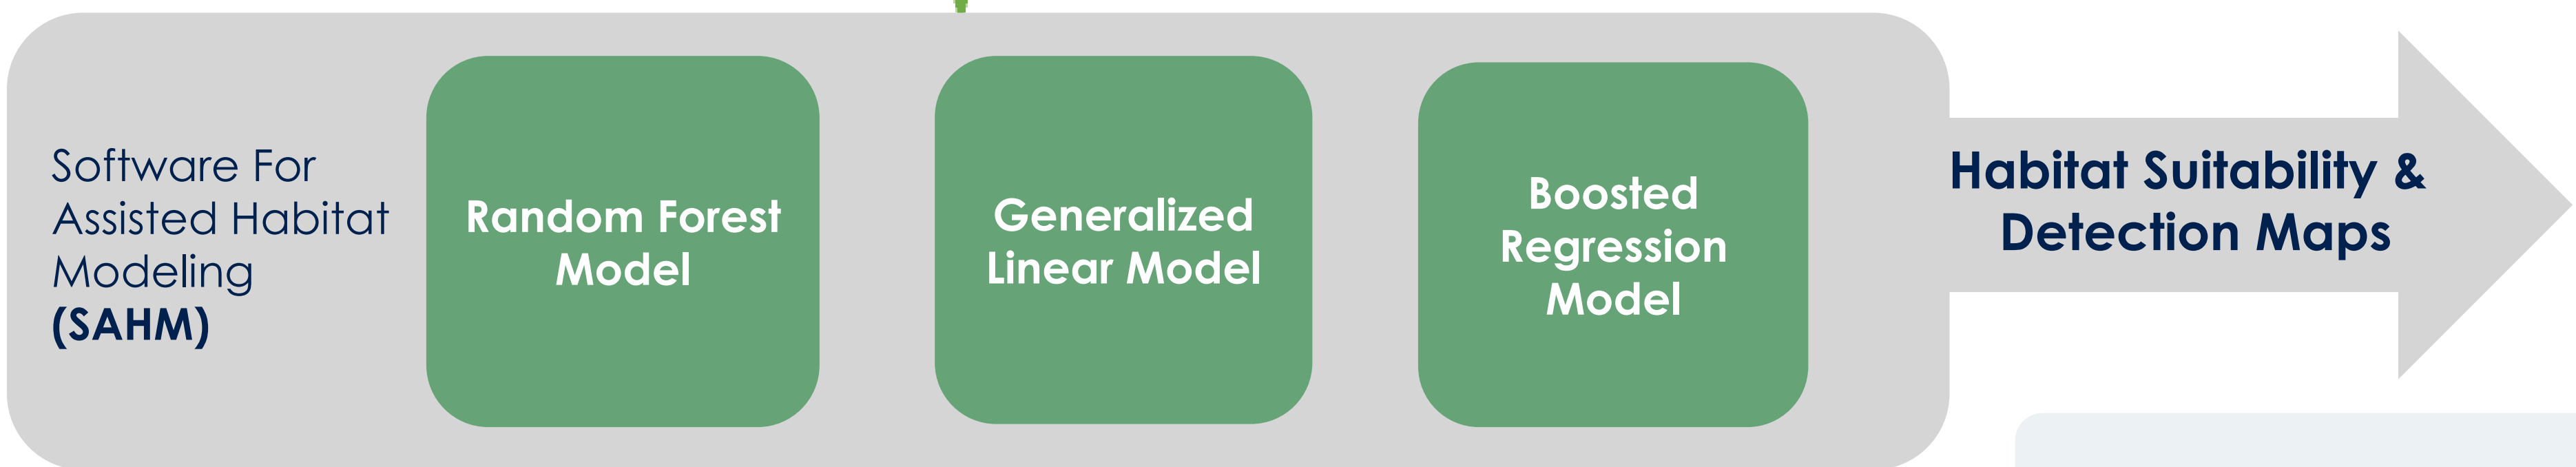 Software For
Assisted Habitat
Modeling
(SAHM)
Random Forest
Model
Generalized
Linear Model
Boosted
Regression
Model
Habitat Suitability &
Detection Maps